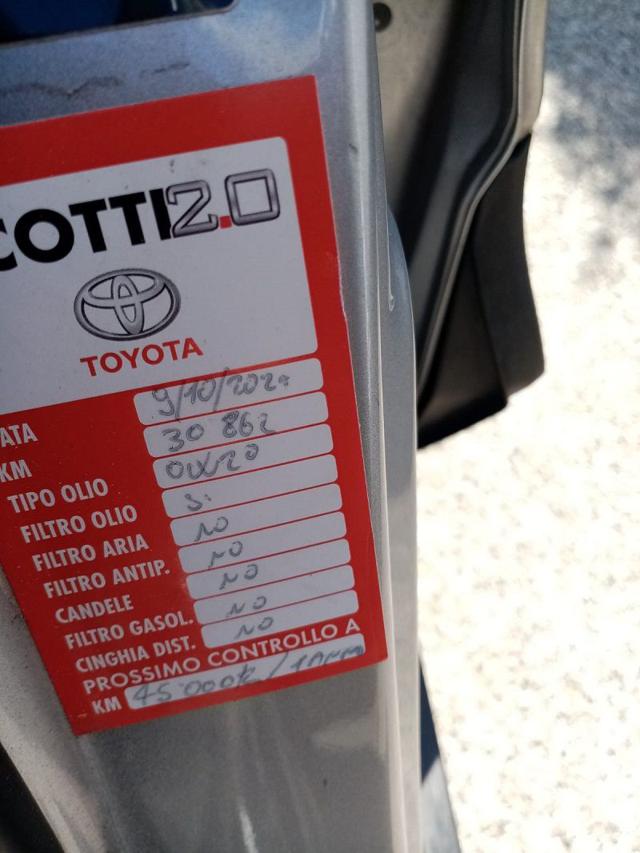 COTTI2.0
TOYOTA
ATA 9/10/202
KM 30 862
TIPO OLIO 0W20
FILTRO OLIO Si
FILTRO ARIA NO
FILTRO ANTIP. NO
CANDELE NO
FILTRO GASOL. NO
CINGHIA DIST. NO
PROSSIMO CONTROLLO A
KM 45 000k/